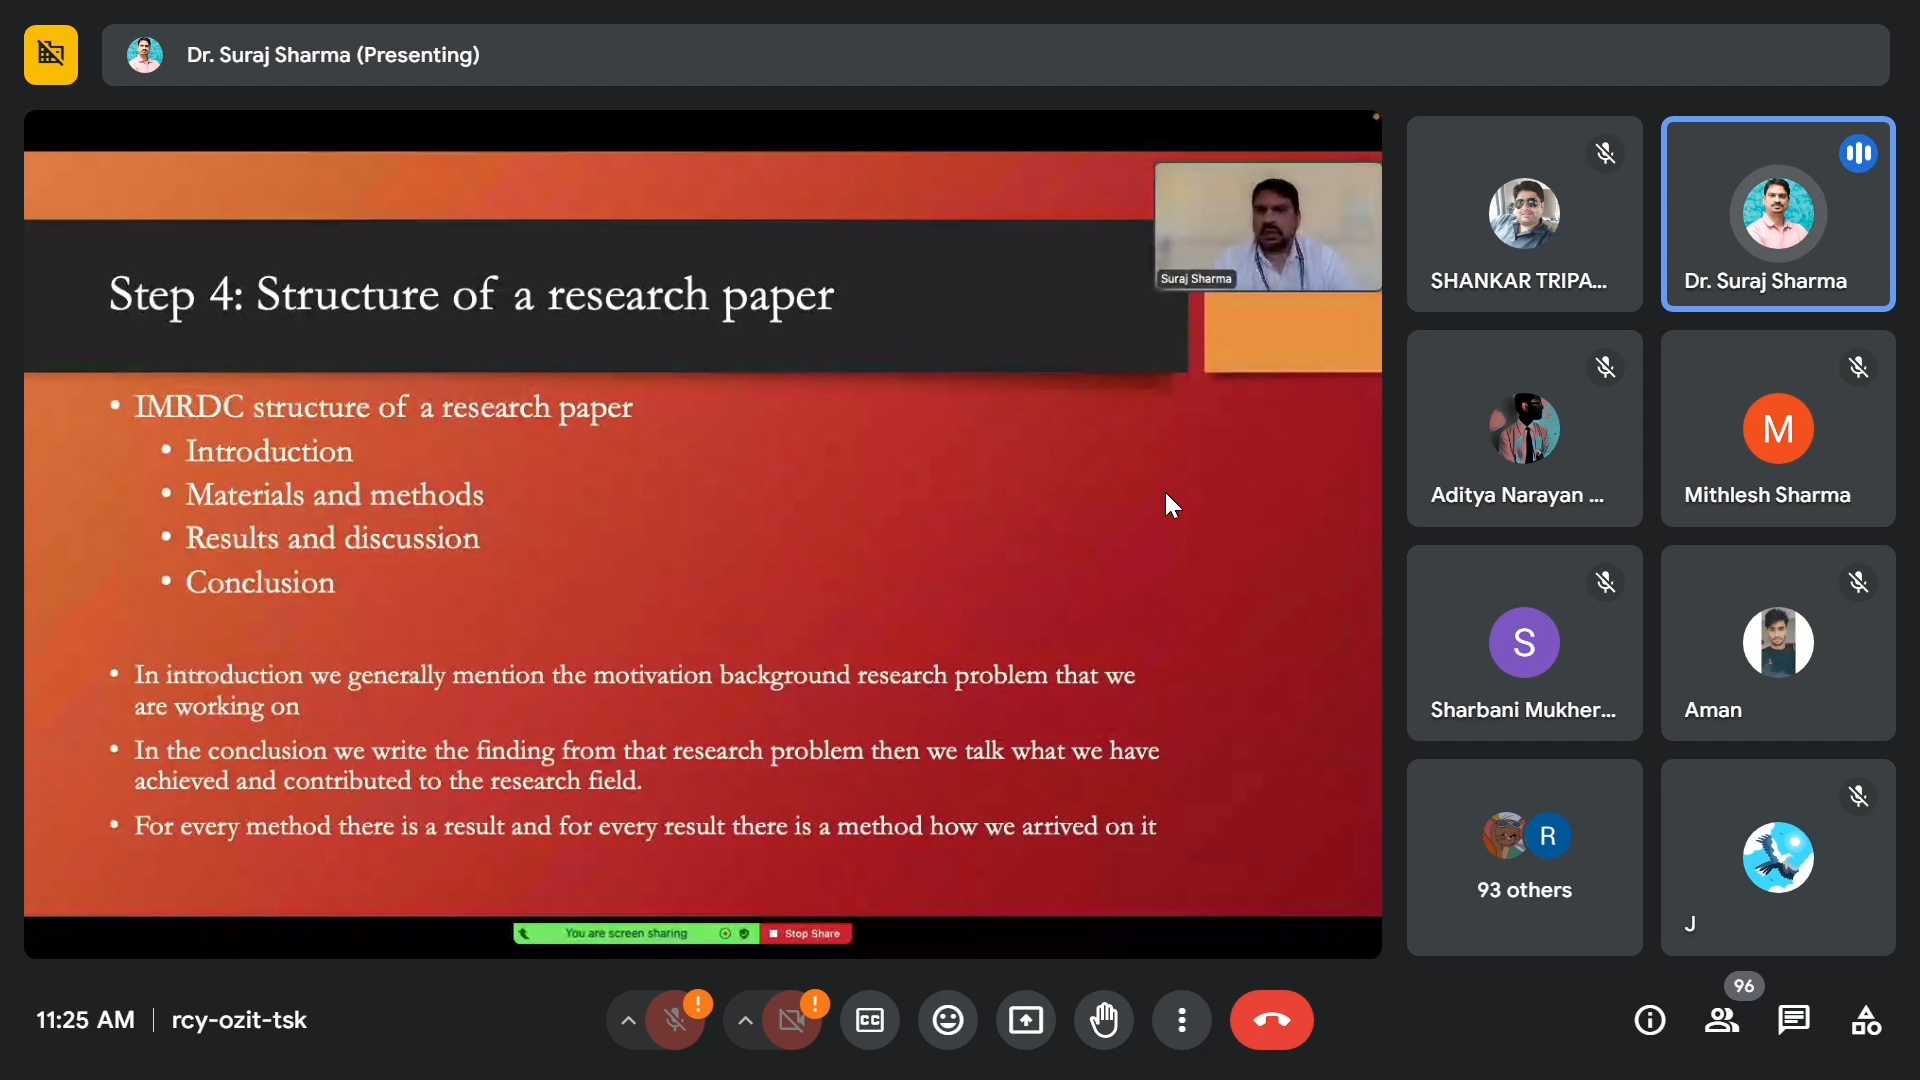 Dr. Suraj Sharma (Presenting)
Suraj Sharma
Step 4: Structure of a research paper
• IMRDC structure of a research paper
• Introduction
• Materials and methods
• Results and discussion
• Conclusion
• In introduction we generally mention the motivation background research problem that we
are working on
• In the conclusion we write the finding from that research problem then we talk what we have
achieved and contributed to the research field.
• For every method there is a result and for every result there is a method how we arrived on it
You are screen sharing
Stop Share
SHANKAR TRIPA...
Dr. Suraj Sharma
Aditya Narayan ...
M
Mithlesh Sharma
S
Sharbani Mukher...
Aman
R
93 others
J
11:25 AM
rcy-ozit-tsk
!
!
CC
96